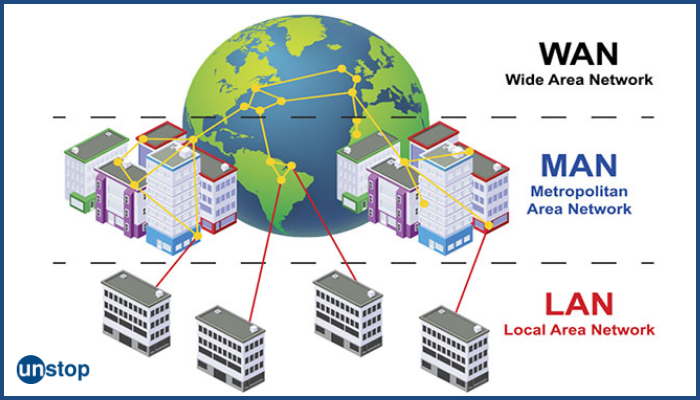 WAN
Wide Area Network
MAN
Metropolitan
Area Network
LAN
Local Area Network
unstop